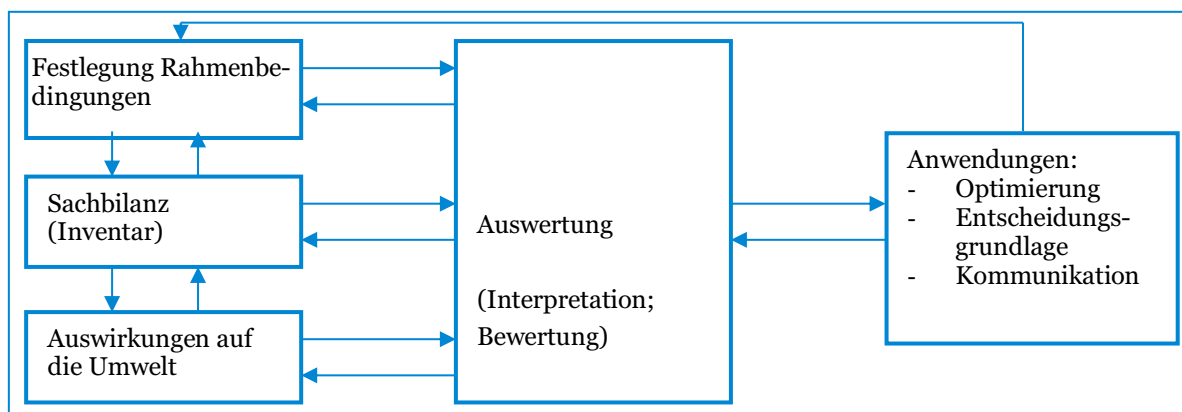 Festlegung Rahmenbe-
dingungen
Sachbilanz
(Inventar)
Auswirkungen auf
die Umwelt
Auswertung
(Interpretation;
Bewertung)
Anwendungen:
- Optimierung
- Entscheidungs-
grundlage
- Kommunikation